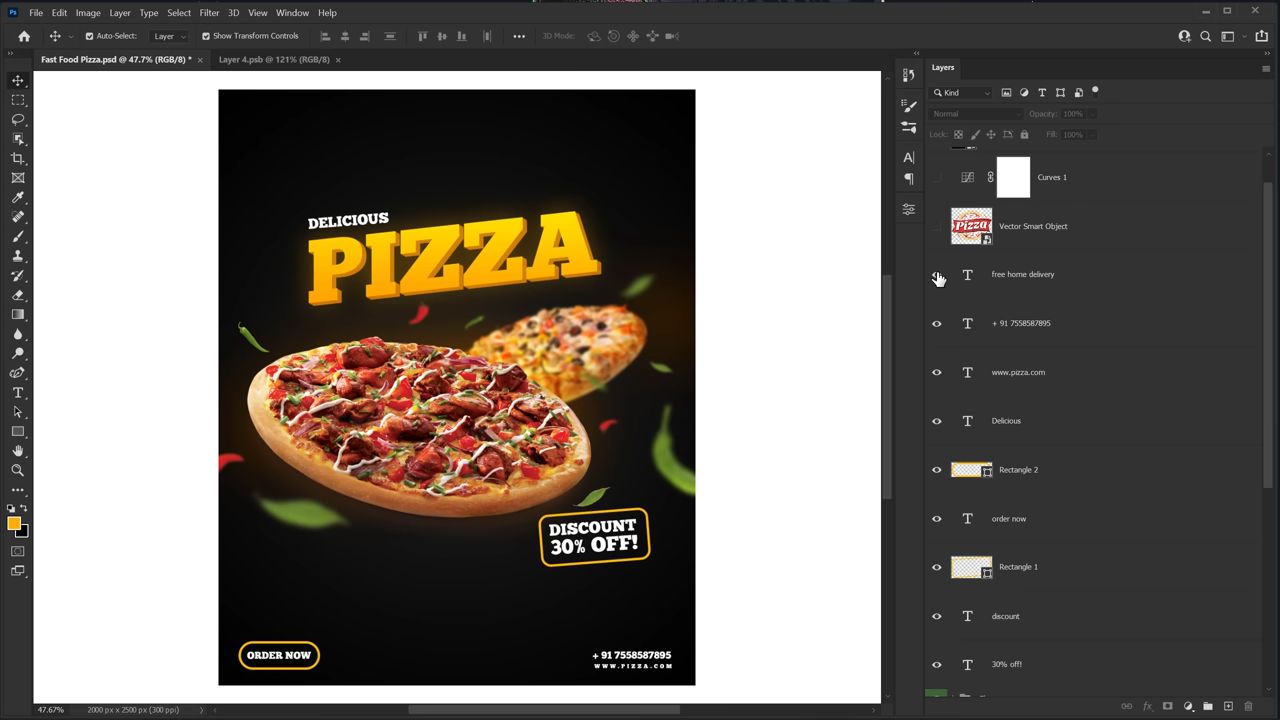 File Edit Image Layer Type Select Filter 3D View Window Help
Auto-Select: Layer Show Transform Controls 3D Mode:
Fast Food Pizza.psd @ 47.7% (RGB/8) * Layer 4.psb @ 121% (RGB/8)
Layers
Kind
Normal Opacity: 100%
Lock: Fill: 100%
Curves 1
Pizza
Vector Smart Object
free home delivery
+ 91 7558587895
www.pizza.com
Delicious
Rectangle 2
order now
Rectangle 1
discount
30% off!
DELICIOUS
PIZZA
DISCOUNT
30% OFF!
ORDER NOW
+ 91 7558587895
WWW.PIZZA.COM
47.67% 2000 px x 2500 px (300 ppi)